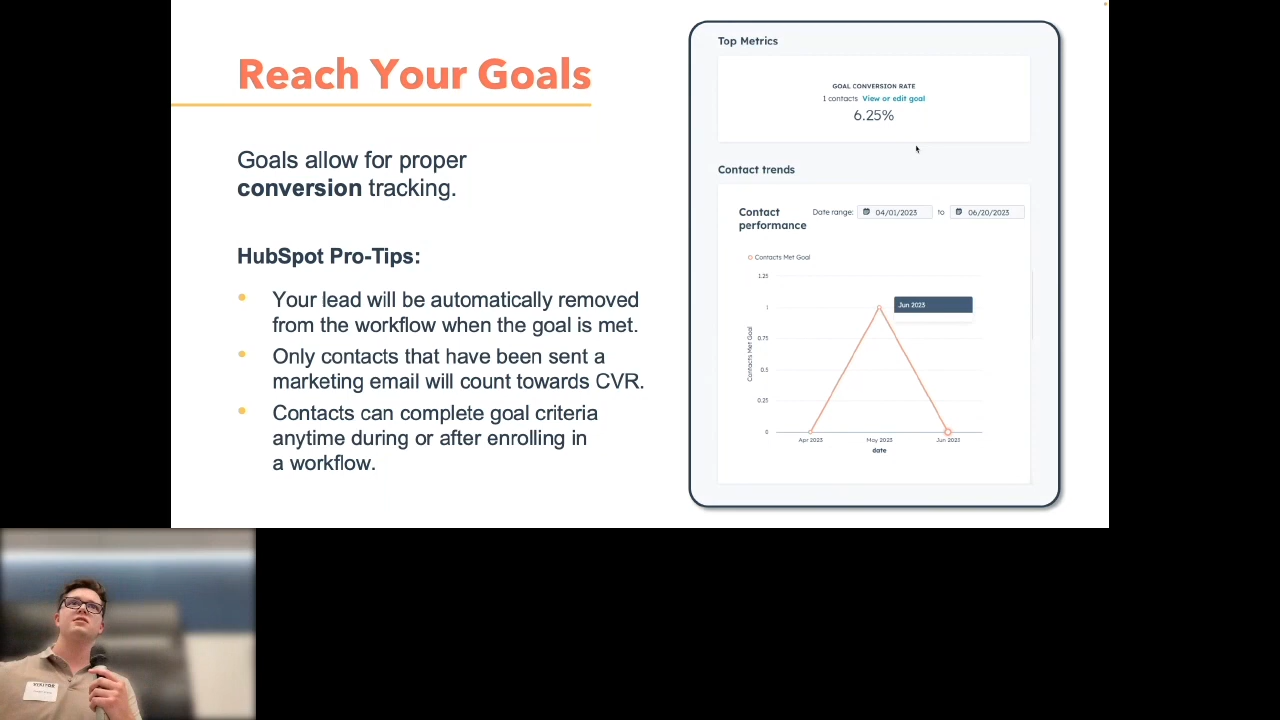 Reach Your Goals
Goals allow for proper
conversion tracking.
HubSpot Pro-Tips:
Your lead will be automatically removed
from the workflow when the goal is met.
Only contacts that have been sent a
marketing email will count towards CVR.
Contacts can complete goal criteria
anytime during or after enrolling in
a workflow.
Top Metrics
GOAL CONVERSION RATE
1 contacts View or edit goal
6.25%
Contact trends
Contact
performance
Date range: 04/01/2023 to 06/20/2023
Contacts Met Goal
1.25
1
0.75
0.5
0.25
0
Contacts Met Goal
Jun 2023
Apr 2023 May 2023 Jun 2023
date
VISITOR